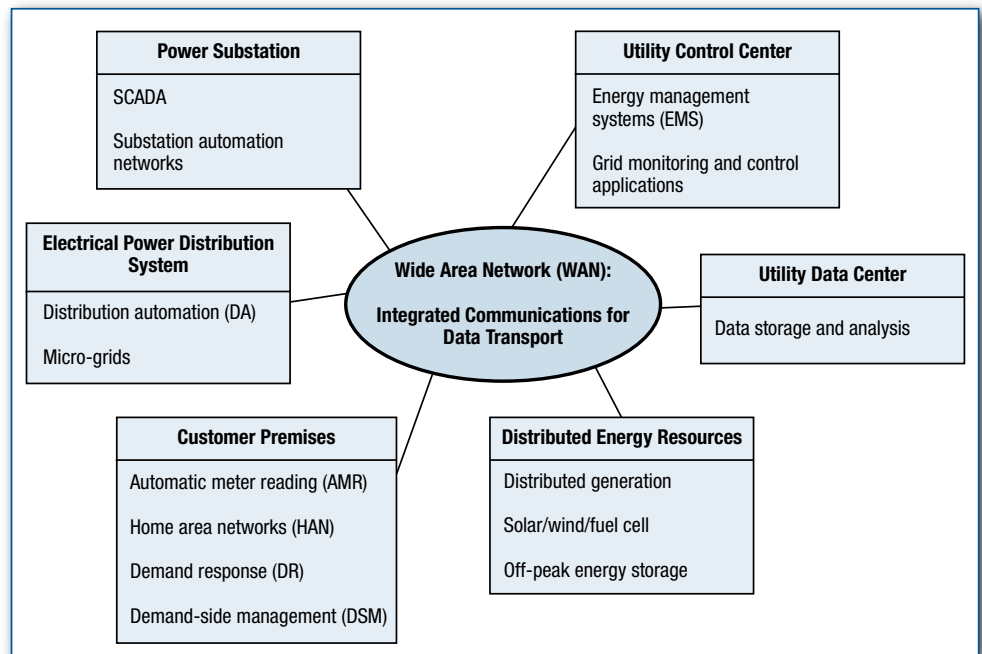 Power Substation
SCADA
Substation automation
networks
Utility Control Center
Energy management
systems (EMS)
Grid monitoring and control
applications
Electrical Power Distribution
System
Distribution automation (DA)
Micro-grids
Wide Area Network (WAN):
Integrated Communications for
Data Transport
Utility Data Center
Data storage and analysis
Customer Premises
Automatic meter reading (AMR)
Home area networks (HAN)
Demand response (DR)
Demand-side management (DSM)
Distributed Energy Resources
Distributed generation
Solar/wind/fuel cell
Off-peak energy storage